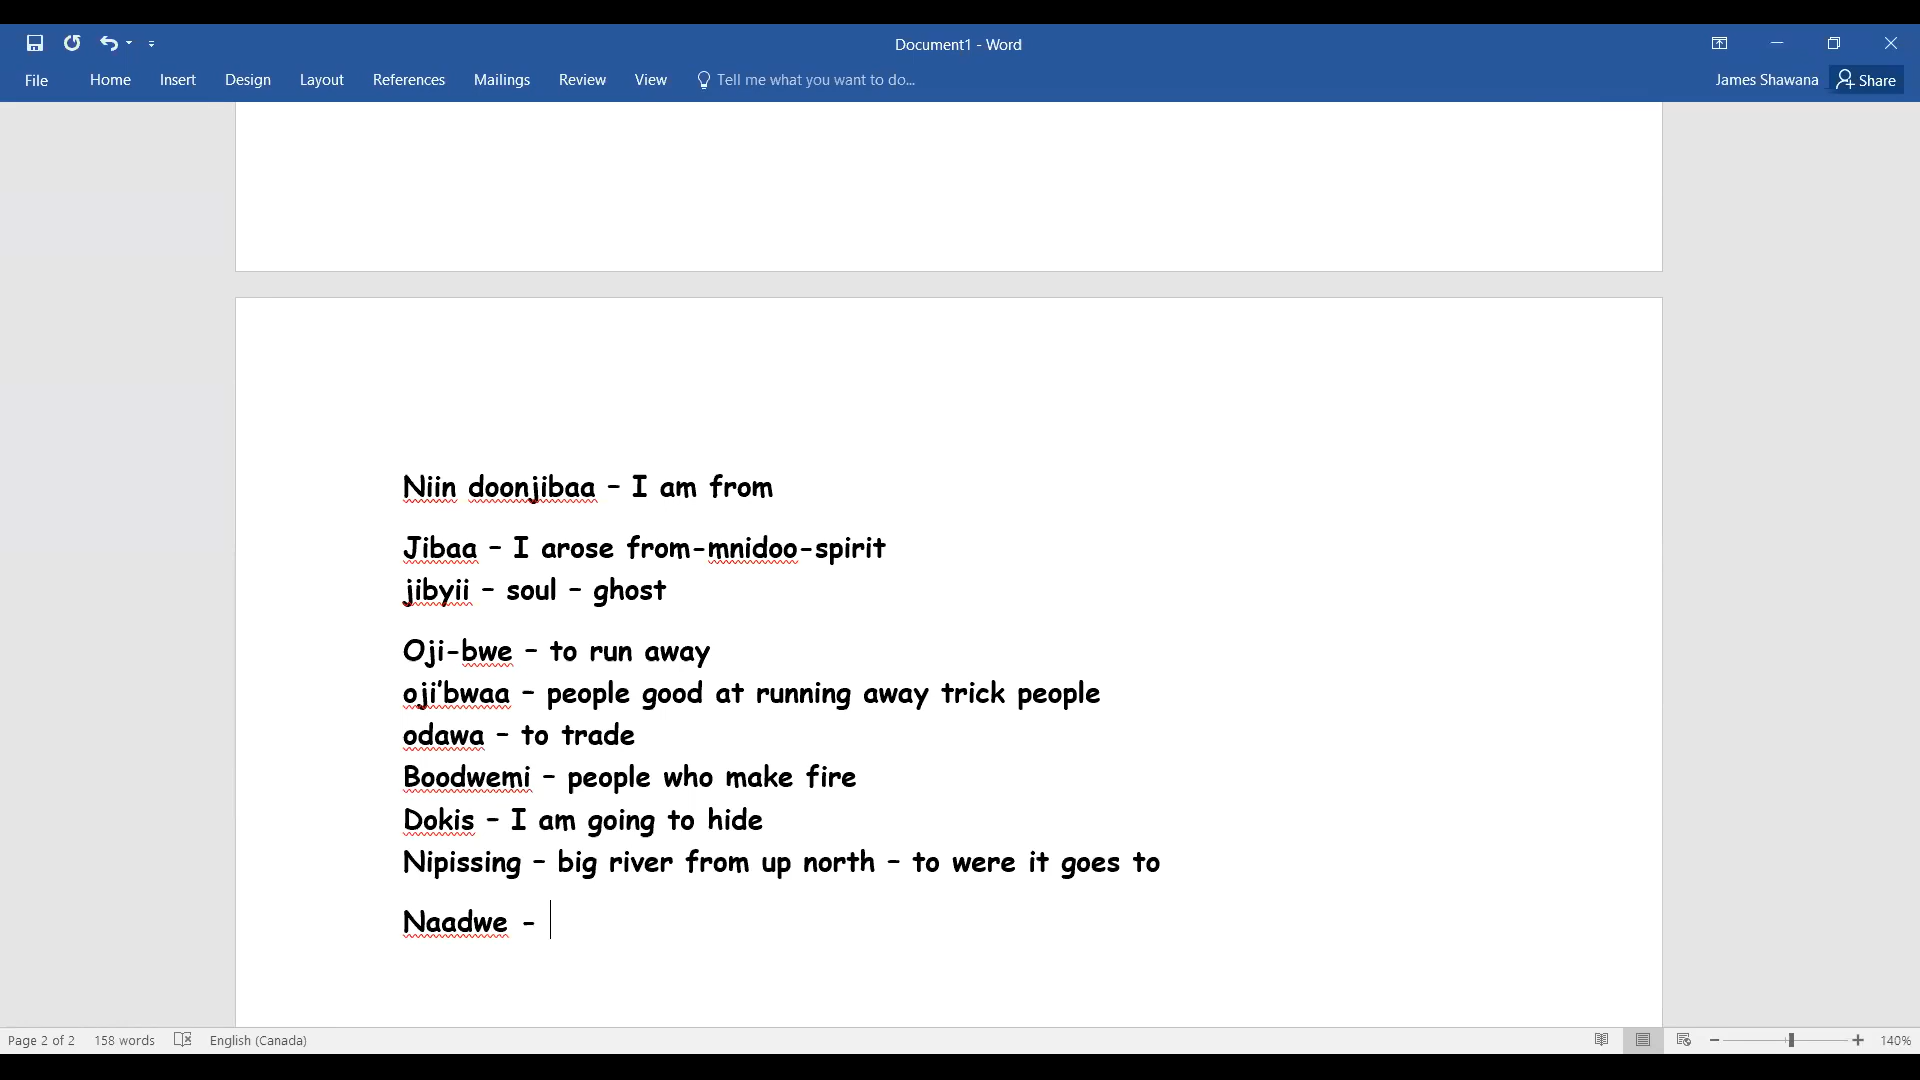 Document1 - Word
File Home Insert Design Layout References Mailings Review View Tell me what you want to do... James Shawana Share
Niin doonjibaa – I am from
Jibaa – I arose from-mnidoo-spirit
jibyii – soul – ghost
Oji-bwe – to run away
oji’bwaa – people good at running away trick people
odawa – to trade
Boodwemi – people who make fire
Dokis – I am going to hide
Nipissing – big river from up north – to were it goes to
Naadwe -
Page 2 of 2 158 words English (Canada) 140%